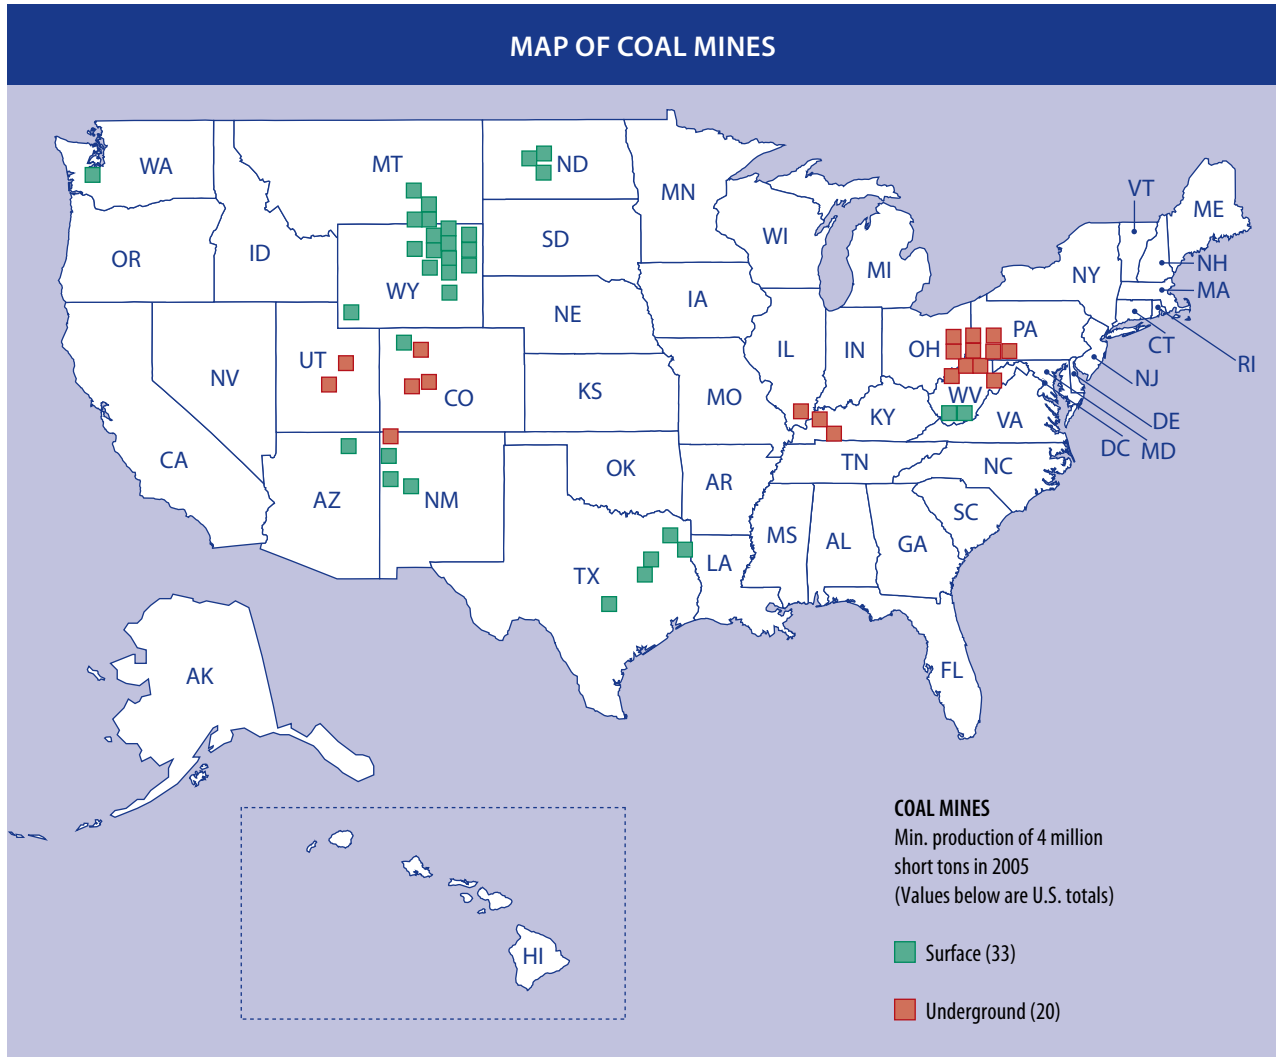 MAP OF COAL MINES
WA
MT
ND
MN
VT
ME
OR
ID
SD
WI
MI
NY
NH
MA
WY
IA
NE
CT
RI
NV
UT
CO
KS
MO
IL
IN
OH
PA
NJ
WV
KY
VA
DE
DC
MD
CA
AZ
NM
OK
AR
TN
NC
SC
TX
LA
MS
AL
GA
FL
AK
HI
COAL MINES
Min. production of 4 million
short tons in 2005
(Values below are U.S. totals)
Surface (33)
Underground (20)